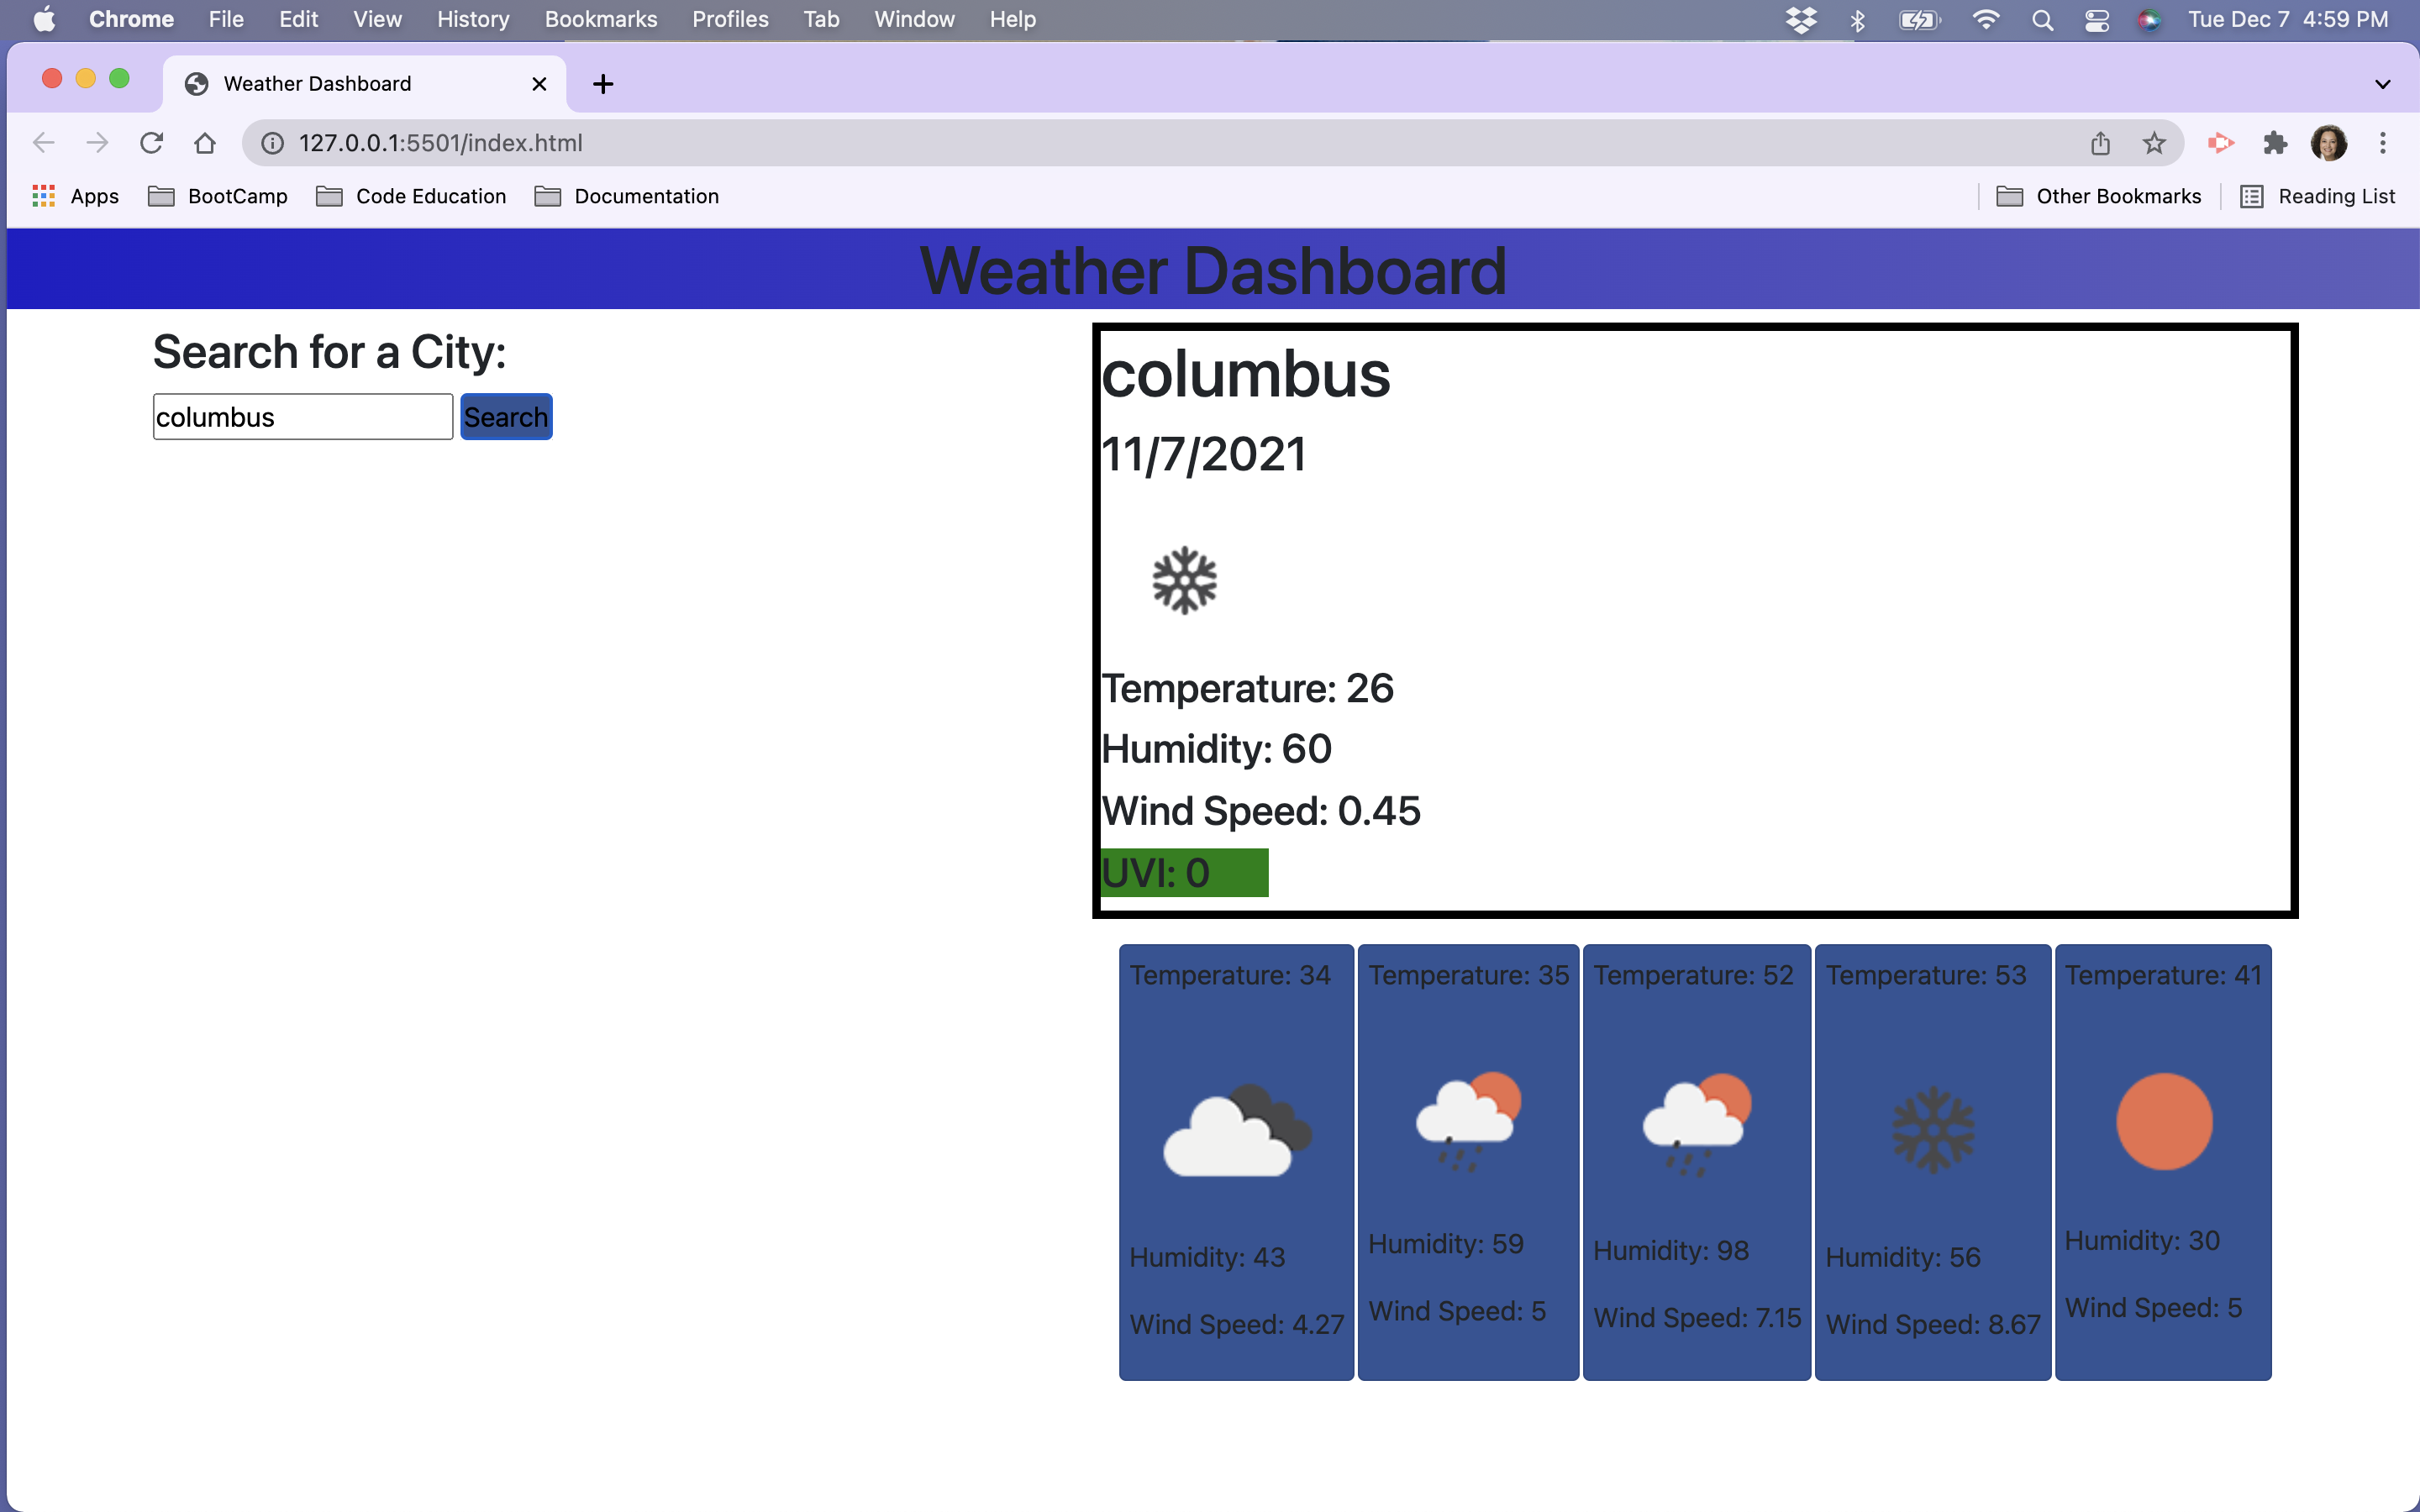 Chrome File Edit View History Bookmarks Profiles Tab Window Help Tue Dec 7 4:59 PM
Weather Dashboard
127.0.0.1:5501/index.html
Apps BootCamp Code Education Documentation Other Bookmarks Reading List
Weather Dashboard
Search for a City:
columbus Search
columbus
11/7/2021
Temperature: 26
Humidity: 60
Wind Speed: 0.45
UVI: 0
Temperature: 34
Humidity: 43
Wind Speed: 4.27
Temperature: 35
Humidity: 59
Wind Speed: 5
Temperature: 52
Humidity: 98
Wind Speed: 7.15
Temperature: 53
Humidity: 56
Wind Speed: 8.67
Temperature: 41
Humidity: 30
Wind Speed: 5